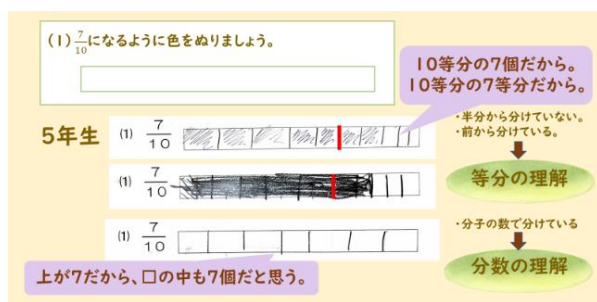 (1) 7/10になるように色をぬりましょう。
10等分の7個だから。
10等分の7等分だから。
・半分から分けていない。
・前から分けている。
5年生
(1) 7/10
(1) 7/10
等分の理解
(1) 7/10
・分子の数で分けている
分数の理解
上が7だから、□の中も7個だと思う。